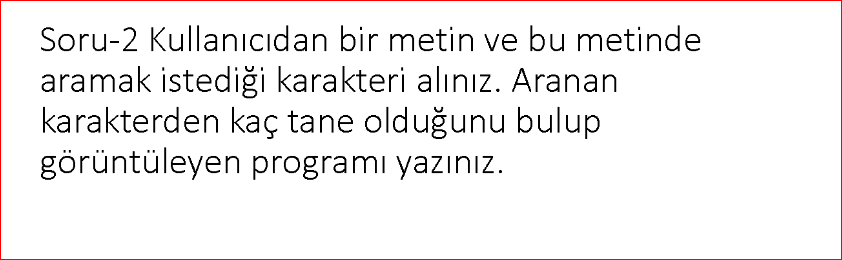 Soru-2 Kullanıcıdan bir metin ve bu metinde
aramak istediği karakteri alınız. Aranan
karakterden kaç tane olduğunu bulup
görüntüleyen programı yazınız.